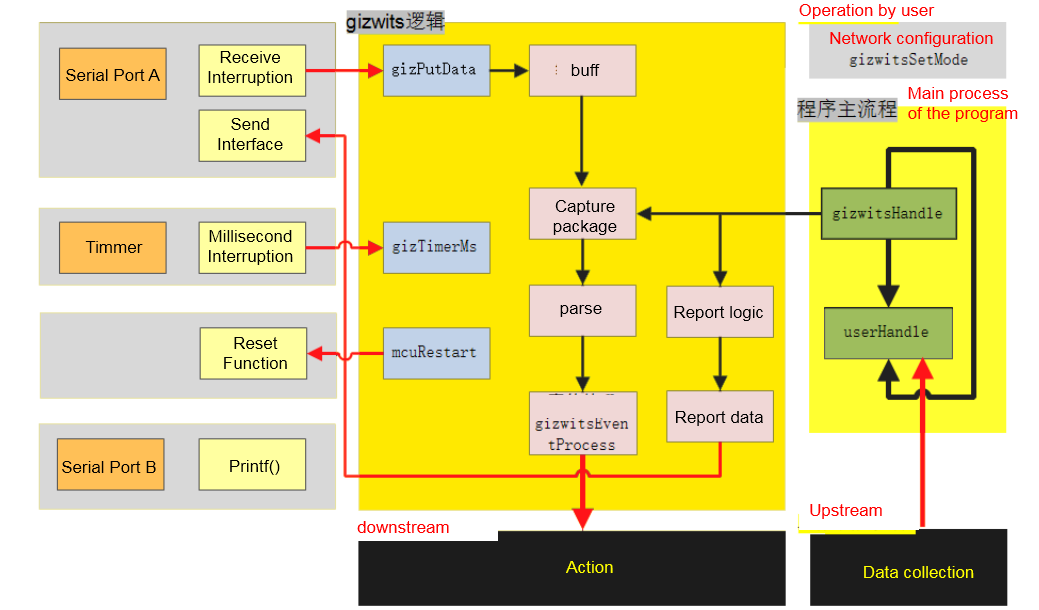 gizwits逻辑
Operation by user
Network configuration
gizwitsSetMode
Serial Port A
Receive
Interruption
gizPutData
buff
Send
Interface
程序主流程
Main process
of the program
Capture
package
gizwitsHandle
Timmer
Millisecond
Interruption
gizTimerMs
parse
Report logic
userHandle
Reset
Function
mcuRestart
gizwitsEven
tProcess
Report data
Serial Port B
Printf()
downstream
Upstream
Action
Data collection